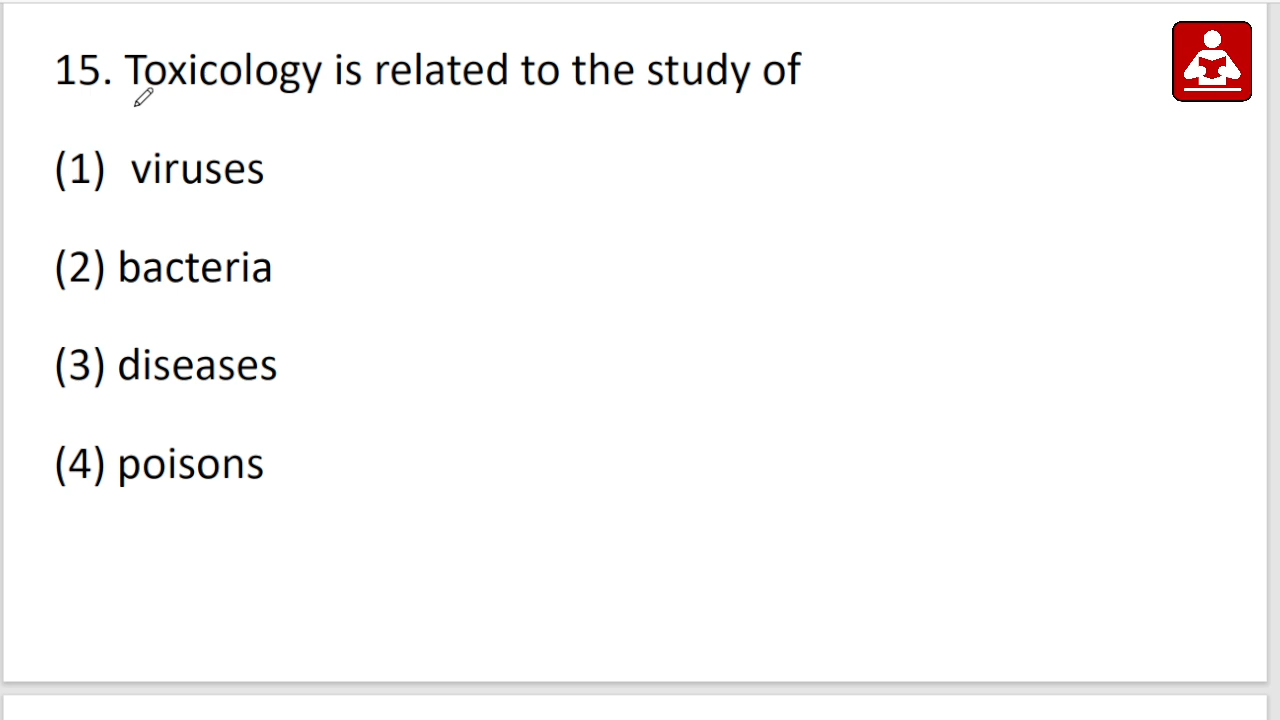 15. Toxicology is related to the study of
(1) viruses
(2) bacteria
(3) diseases
(4) poisons